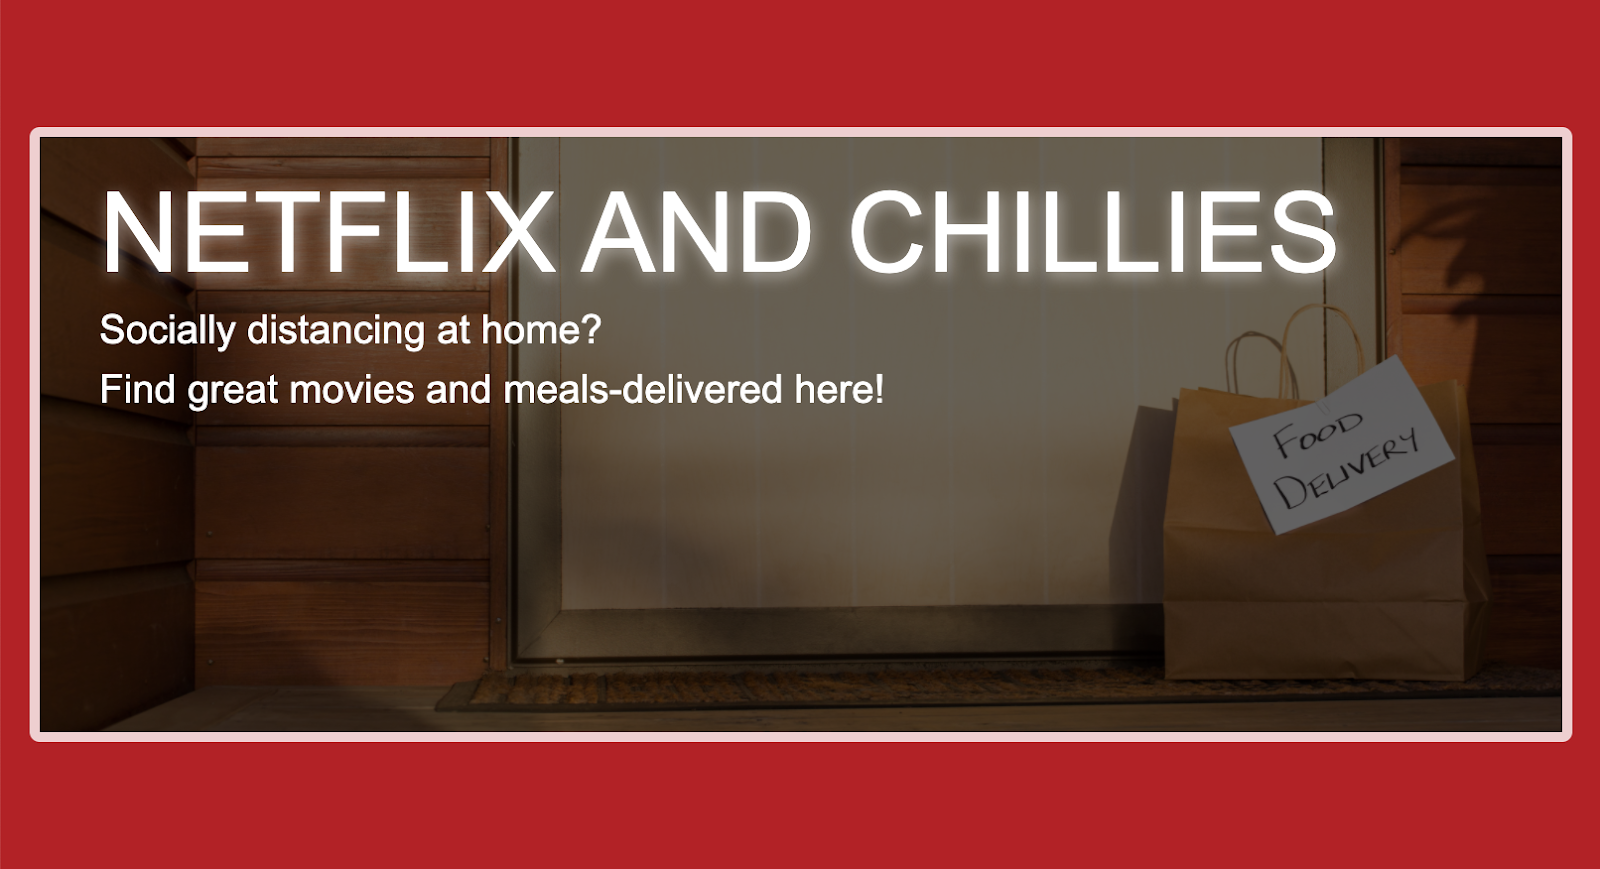 NETFLIX AND CHILLIES
Socially distancing at home?
Find great movies and meals-delivered here!
FOOD
DELIVERY